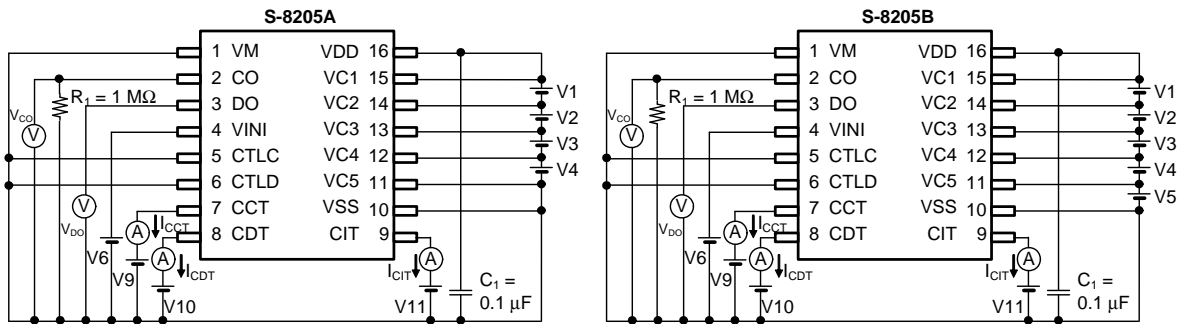 S-8205A
1 VM
2 CO
3 DO
4 VINI
5 CTLC
6 CTLD
7 CCT
8 CDT
VDD 16
VC1 15
VC2 14
VC3 13
VC4 12
VC5 11
VSS 10
CIT 9
R1 = 1 MΩ
VCO
V
V
VDO
A
ICCT
A
ICDT
V6
V9
V10
ICIT
A
V11
C1 =
0.1 μF
V1
V2
V3
V4
S-8205B
1 VM
2 CO
3 DO
4 VINI
5 CTLC
6 CTLD
7 CCT
8 CDT
VDD 16
VC1 15
VC2 14
VC3 13
VC4 12
VC5 11
VSS 10
CIT 9
R1 = 1 MΩ
VCO
V
V
VDO
A
ICCT
A
ICDT
V6
V9
V10
ICIT
A
V11
C1 =
0.1 μF
V1
V2
V3
V4
V5